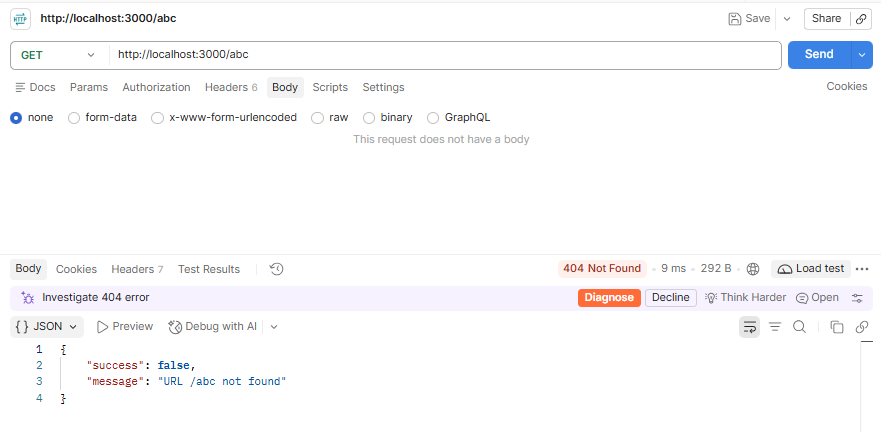 HTTP http://localhost:3000/abc Save Share
GET http://localhost:3000/abc Send
Docs Params Authorization Headers 6 Body Scripts Settings Cookies
none form-data x-www-form-urlencoded raw binary GraphQL
This request does not have a body
Body Cookies Headers 7 Test Results 404 Not Found 9 ms 292 B Load test
Investigate 404 error Diagnose Decline Think Harder Open
{ } JSON Preview Debug with AI
1 {
2 "success": false,
3 "message": "URL /abc not found"
4 }